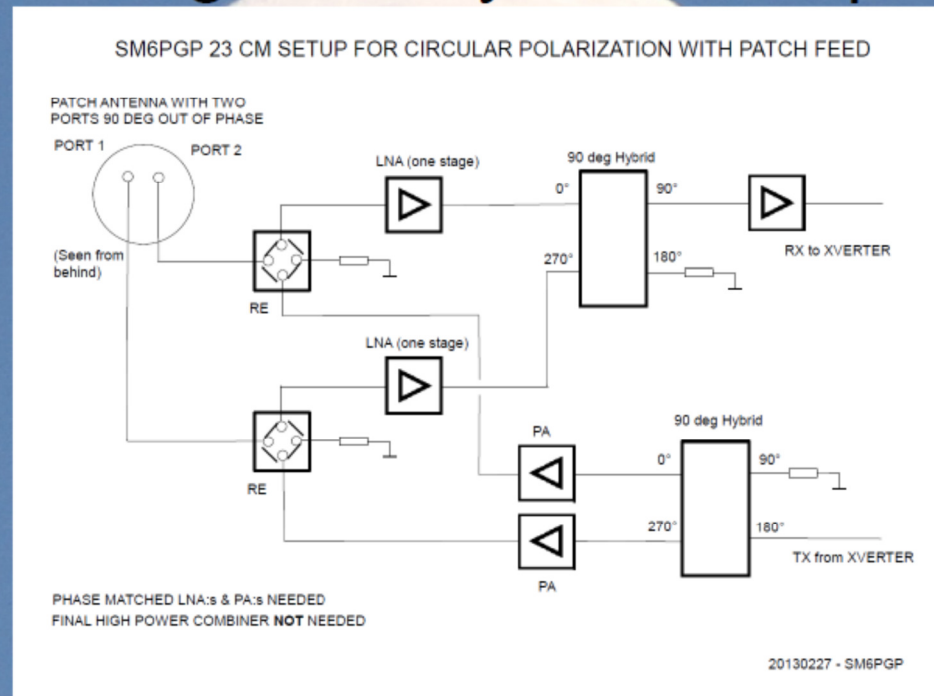 SM6PGP 23 CM SETUP FOR CIRCULAR POLARIZATION WITH PATCH FEED
PATCH ANTENNA WITH TWO
PORTS 90 DEG OUT OF PHASE
PORT 1
PORT 2
LNA (one stage)
90 deg Hybrid
0°
90°
(Seen from
behind)
270°
180°
RX to XVERTER
RE
LNA (one stage)
90 deg Hybrid
PA
0°
90°
RE
270°
180°
TX from XVERTER
PA
PHASE MATCHED LNA:s & PA:s NEEDED
FINAL HIGH POWER COMBINER NOT NEEDED
20130227 - SM6PGP